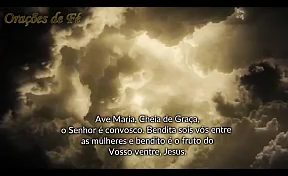 Orações de Fé
Ave Maria, Cheia de Graça,
o Senhor é convosco. Bendita sois vós entre
as mulheres e bendito é o fruto do
Vosso ventre, Jesus.